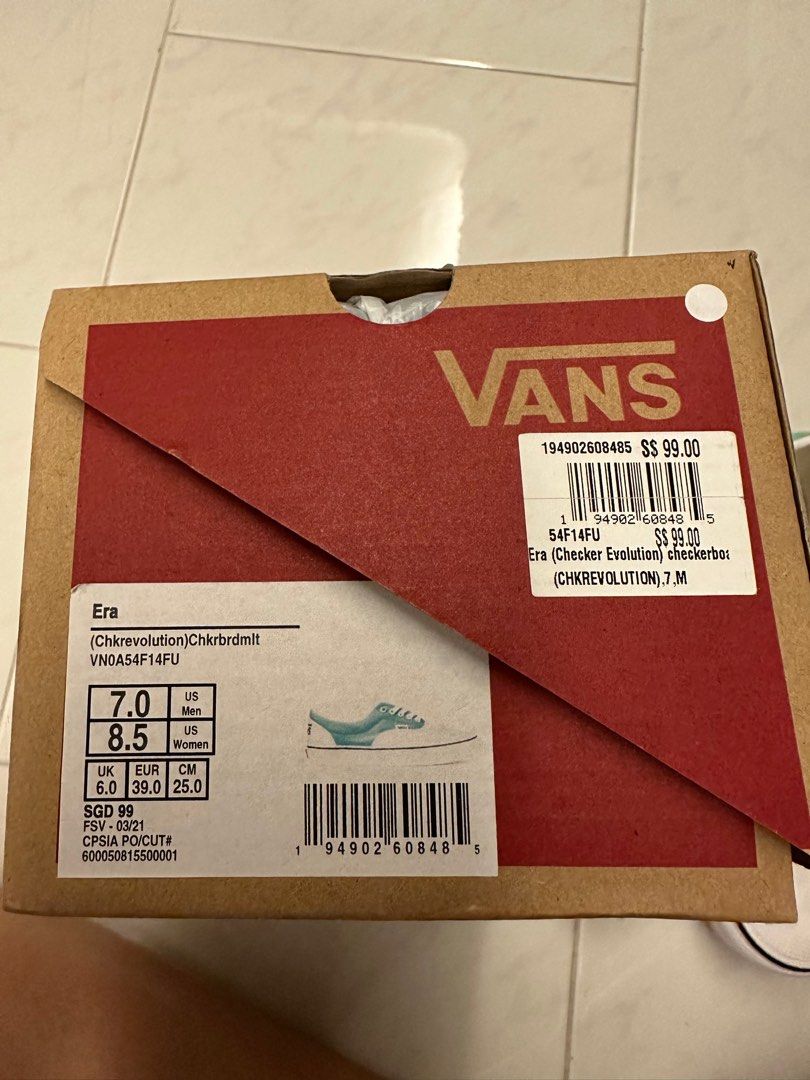 VANS
194902608485 S$ 99.00
1 94902 60848 5
54F14FU S$ 99.00
Era (Checker Evolution) checkerboa
(CHKREVOLUTION),7,M
Era
(Chkrevolution)Chkrbrdmlt
VN0A54F14FU
7.0 US Men
8.5 US Women
UK EUR CM
6.0 39.0 25.0
SGD 99
FSV - 03/21
CPSIA PO/CUT#
600050815500001
1 94902 60848 5